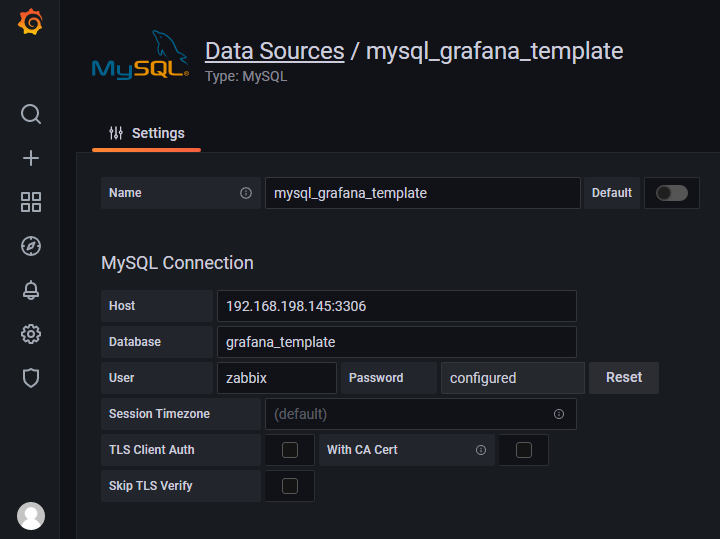 MySQL®
Data Sources / mysql_grafana_template
Type: MySQL
Settings
Name mysql_grafana_template Default
MySQL Connection
Host 192.168.198.145:3306
Database grafana_template
User zabbix Password configured Reset
Session Timezone (default)
TLS Client Auth With CA Cert
Skip TLS Verify